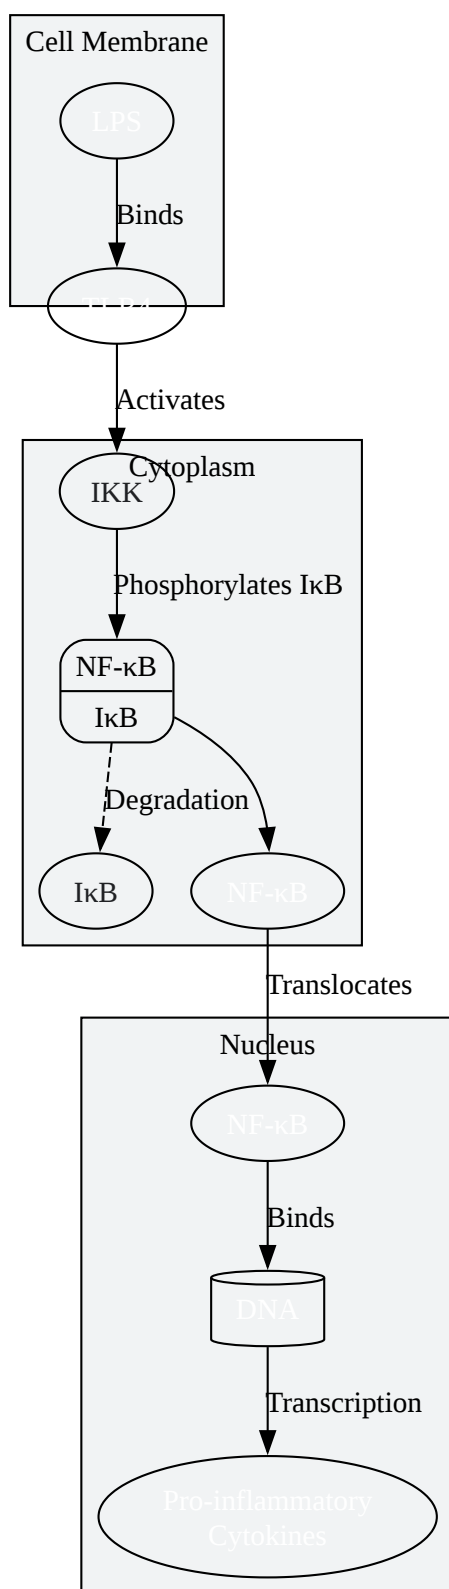 Cell Membrane
LPS
Binds
TLR4
Activates
Cytoplasm
IKK
Phosphorylates IκB
NF-κB
IκB
Degradation
IκB
NF-κB
Translocates
Nucleus
NF-κB
Binds
DNA
Transcription
Pro-inflammatory
Cytokines